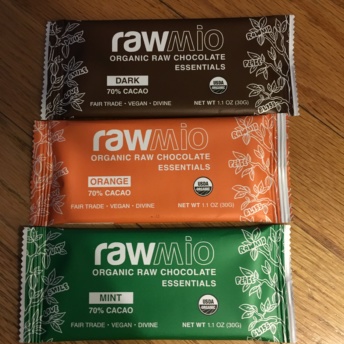 rawmio
ORGANIC RAW CHOCOLATE
ESSENTIALS
DARK
70% CACAO
USDA
ORGANIC
FAIR TRADE • VEGAN • DIVINE
NET WT 1.1 OZ (30G)
rawmio
ORGANIC RAW CHOCOLATE
ESSENTIALS
ORANGE
70% CACAO
USDA
ORGANIC
FAIR TRADE • VEGAN • DIVINE
NET WT 1.1 OZ (30G)
rawmio
ORGANIC RAW CHOCOLATE
ESSENTIALS
MINT
70% CACAO
USDA
ORGANIC
FAIR TRADE • VEGAN • DIVINE
NET WT 1.1 OZ (30G)